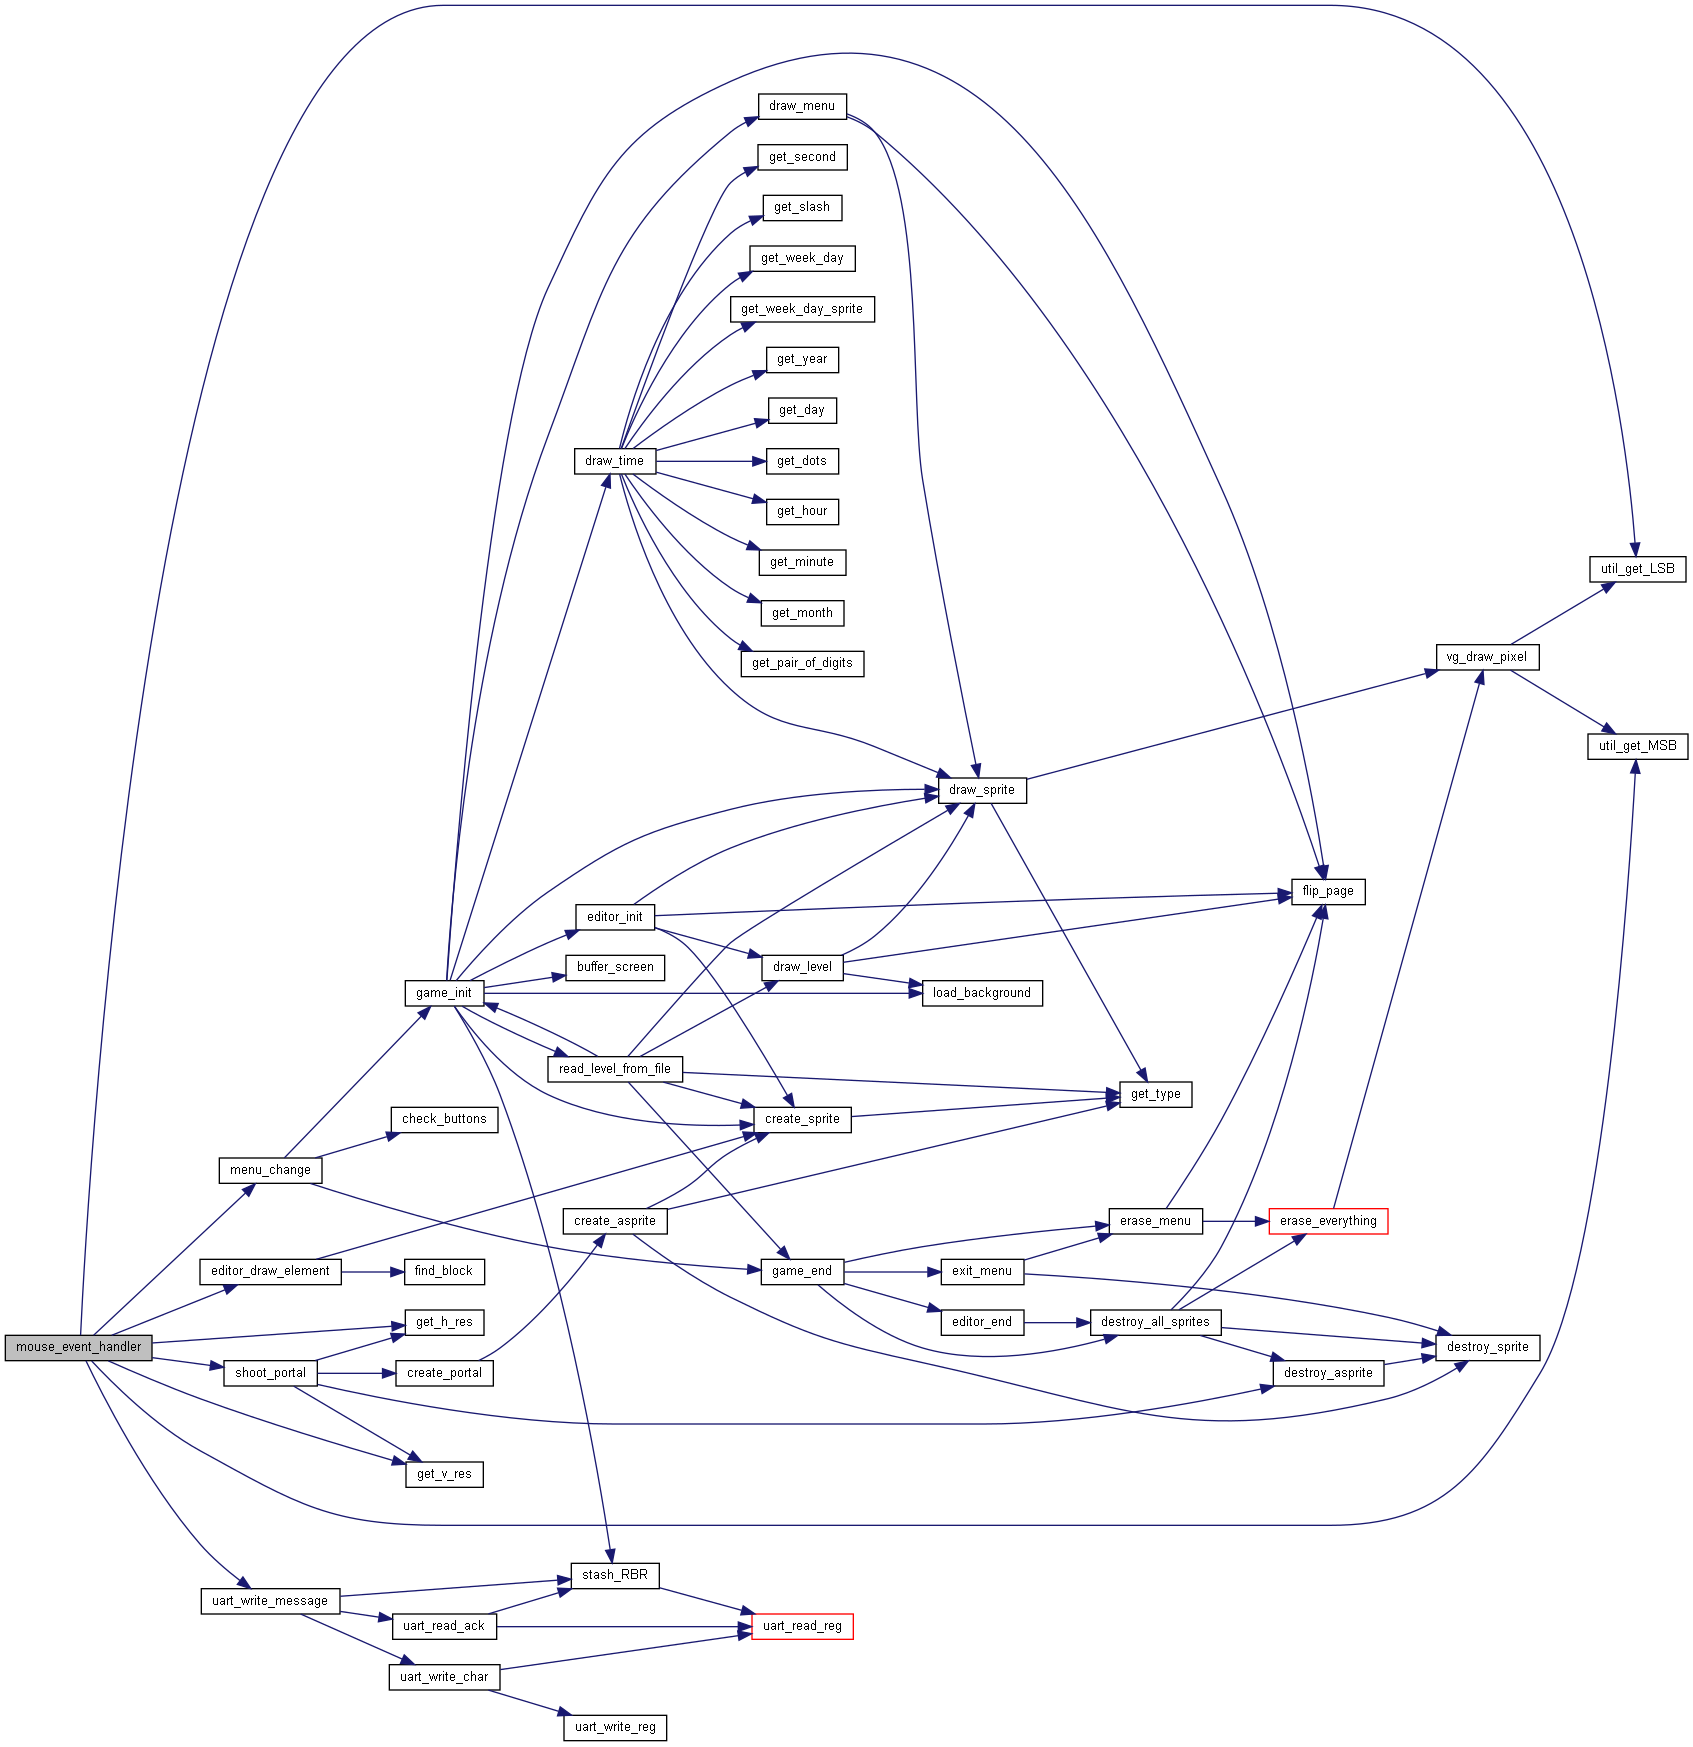 draw_menu
get_second
get_slash
get_week_day
get_week_day_sprite
get_year
get_day
draw_time
get_dots
get_hour
get_minute
util_get_LSB
get_month
get_pair_of_digits
vg_draw_pixel
util_get_MSB
draw_sprite
flip_page
editor_init
buffer_screen
draw_level
game_init
load_background
read_level_from_file
get_type
check_buttons
create_sprite
menu_change
create_asprite
erase_menu
erase_everything
editor_draw_element
find_block
game_end
exit_menu
get_h_res
editor_end
destroy_all_sprites
mouse_event_handler
destroy_sprite
shoot_portal
create_portal
destroy_asprite
get_v_res
stash_RBR
uart_write_message
uart_read_ack
uart_read_reg
uart_write_char
uart_write_reg